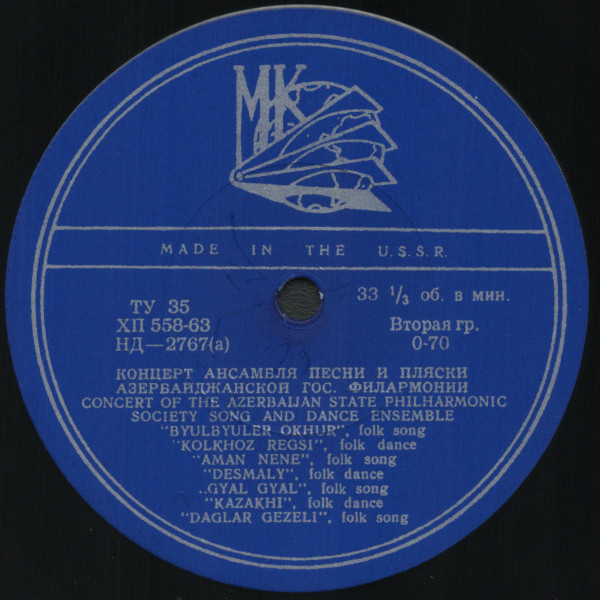 МК
MADE IN THE U.S.S.R.
ТУ 35
ХП 558-63
НД—2767(а)
33 1/3 об. в мин.
Вторая гр.
0-70
КОНЦЕРТ АНСАМБЛЯ ПЕСНИ И ПЛЯСКИ
АЗЕРБАЙДЖАНСКОЙ ГОС. ФИЛАРМОНИИ
CONCERT OF THE AZERBAIJAN STATE PHILHARMONIC
SOCIETY SONG AND DANCE ENSEMBLE
"BYULBYULER OKHUR", folk song
"KOLKHOZ REGSI", folk dance
"AMAN NENE", folk song
"DESMALY", folk dance
„GYAL GYAL", folk song
"KAZAKHI", folk dance
"DAGLAR GEZELI", folk song